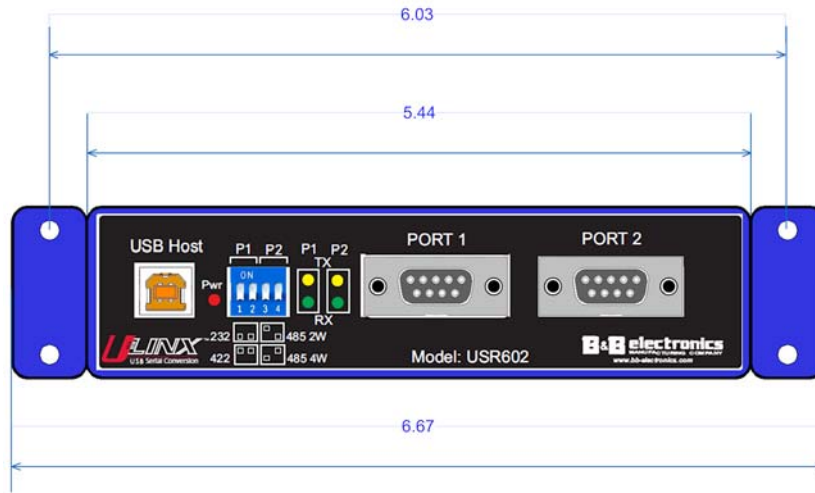 6.03
5.44
USB Host
P1 P2
P1 P2
TX
PORT 1
PORT 2
Pwr
ON
1 2 3 4
RX
232
485 2W
422
485 4W
ULINX™
USB Serial Conversion
Model: USR602
B&B electronics
MANUFACTURING COMPANY
www.bb-electronics.com
6.67